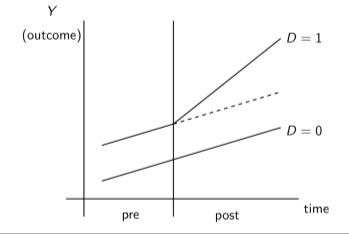 Y
(outcome)
D = 1
D = 0
time
pre
post